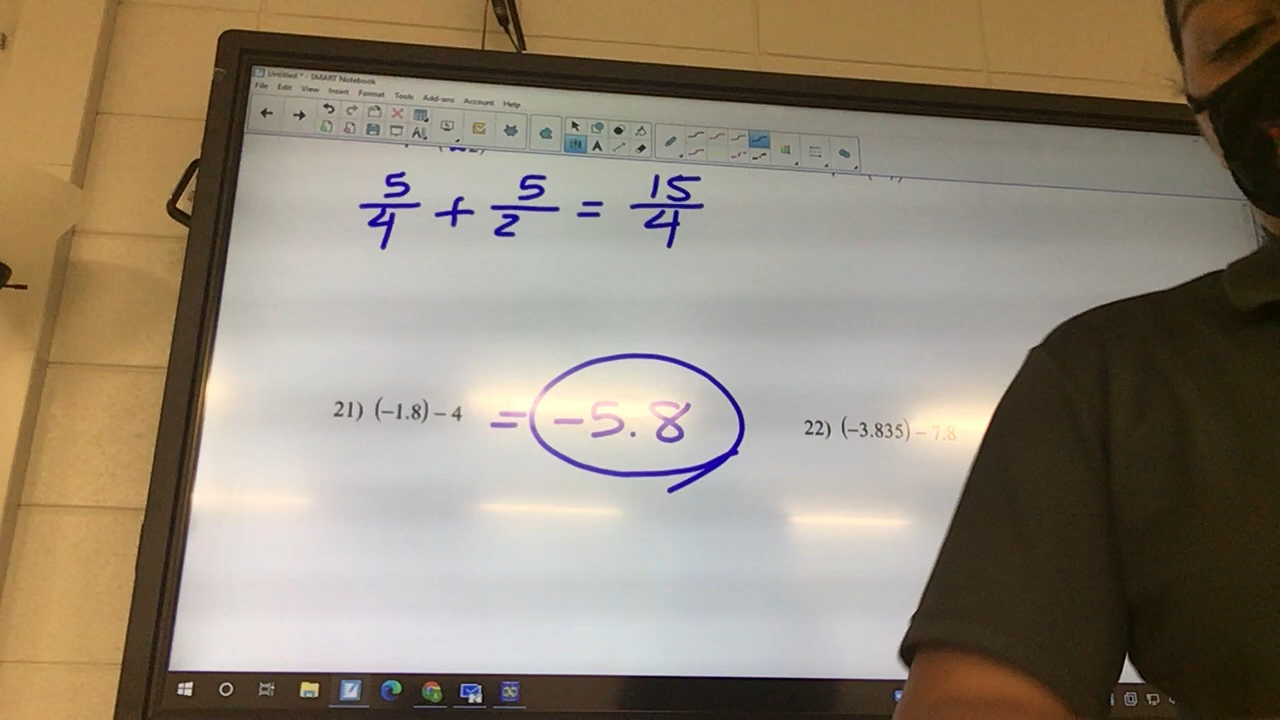 Untitled * - SMART Notebook
File Edit View Insert Format Tools Add-ons Account Help
5/4 + 5/2 = 15/4
21) (−1.8) − 4 = −5.8
22) (−3.835) − 7.8